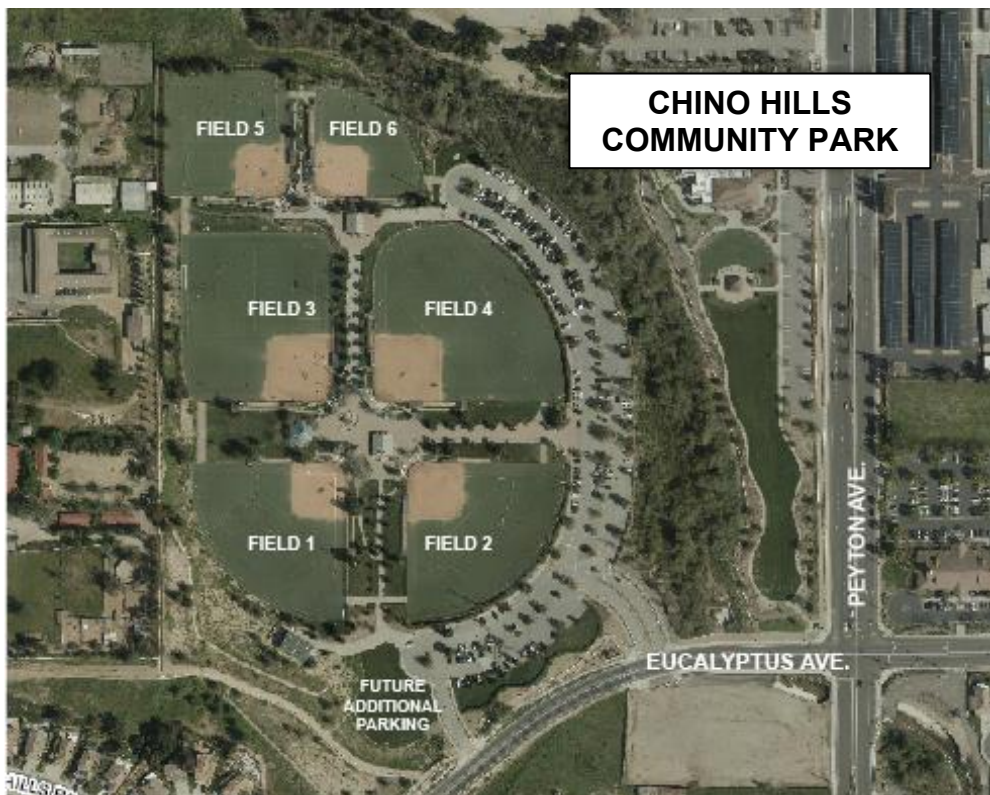 CHINO HILLS
COMMUNITY PARK
FIELD 5
FIELD 6
FIELD 3
FIELD 4
FIELD 1
FIELD 2
PEYTON AVE.
EUCALYPTUS AVE.
FUTURE
ADDITIONAL
PARKING